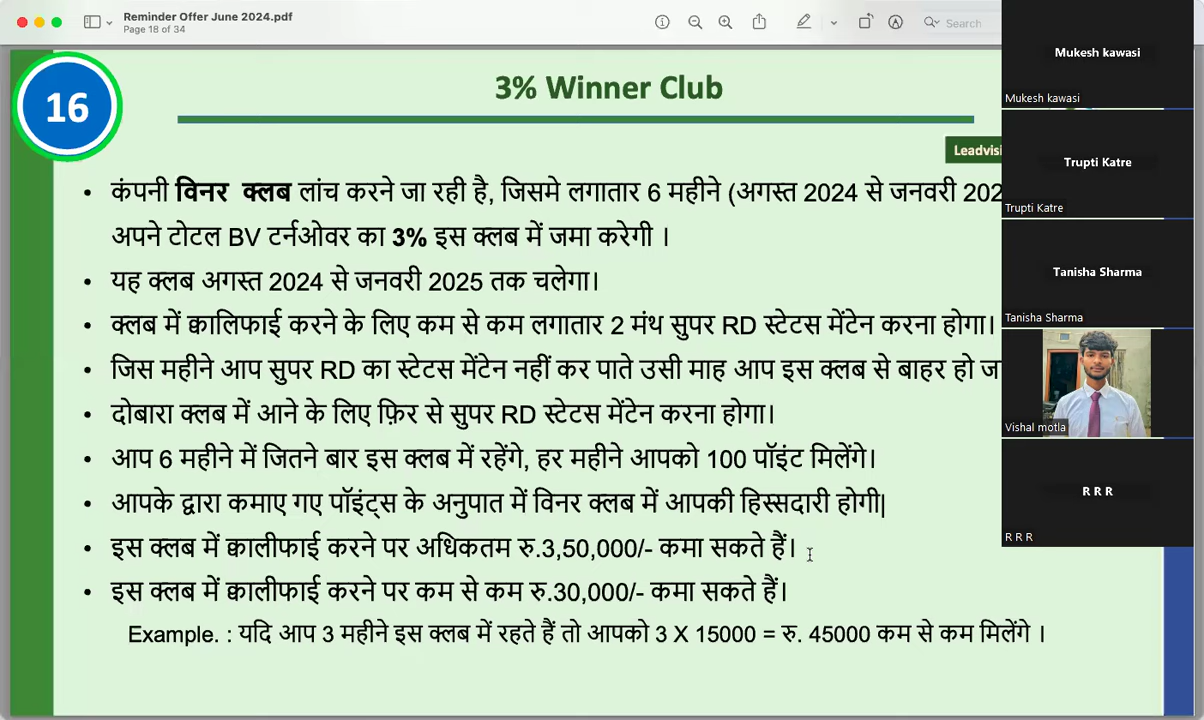 Reminder Offer June 2024.pdf
Page 18 of 34
Search
16
3% Winner Club
कंपनी विनर क्लब लांच करने जा रही है, जिसमे लगातार 6 महीने (अगस्त 2024 से जनवरी 202
अपने टोटल BV टर्नओवर का 3% इस क्लब में जमा करेगी ।
• यह क्लब अगस्त 2024 से जनवरी 2025 तक चलेगा।
• क्लब में क्वालिफाई करने के लिए कम से कम लगातार 2 मंथ सुपर RD स्टेटस मेंटेन करना होगा।
• जिस महीने आप सुपर RD का स्टेटस मेंटेन नहीं कर पाते उसी माह आप इस क्लब से बाहर हो ज
• दोबारा क्लब में आने के लिए फ़िर से सुपर RD स्टेटस मेंटेन करना होगा।
• आप 6 महीने में जितने बार इस क्लब में रहेंगे, हर महीने आपको 100 पॉइंट मिलेंगे।
• आपके द्वारा कमाए गए पॉइंट्स के अनुपात में विनर क्लब में आपकी हिस्सदारी होगी|
• इस क्लब में क्वालीफाई करने पर अधिकतम रु.3,50,000/- कमा सकते हैं।
• इस क्लब में क्वालीफाई करने पर कम से कम रु.30,000/- कमा सकते हैं।
Example. : यदि आप 3 महीने इस क्लब में रहते हैं तो आपको 3 X 15000 = रु. 45000 कम से कम मिलेंगे ।
Leadvisi
Mukesh kawasi
Mukesh kawasi
Trupti Katre
Trupti Katre
Tanisha Sharma
Tanisha Sharma
Vishal motla
R R R
R R R